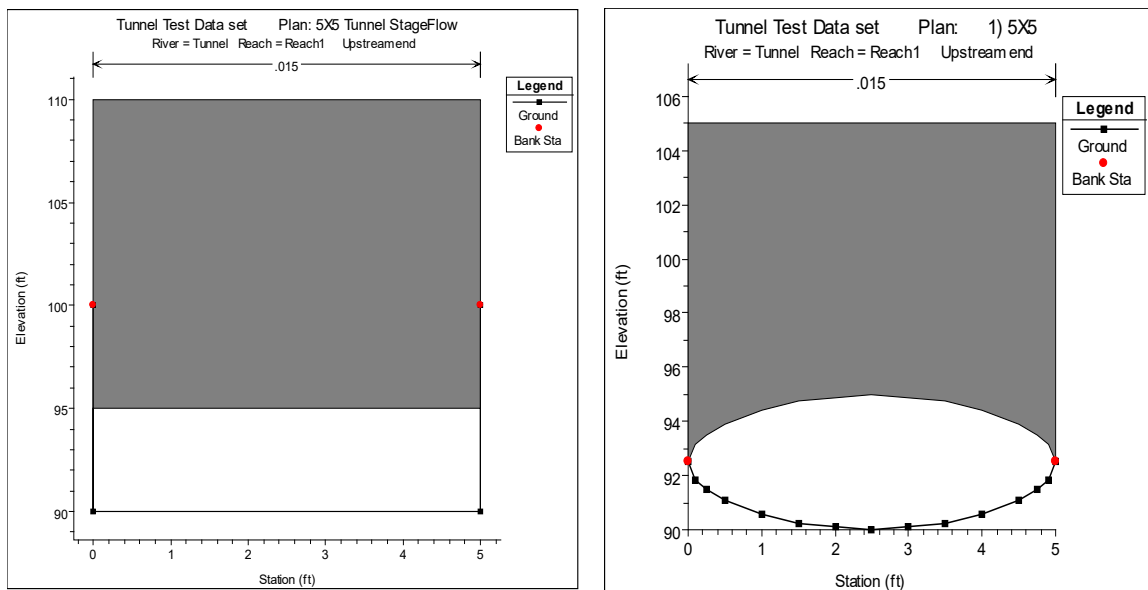 Tunnel Test Data set Plan: 5X5 Tunnel StageFlow
River = Tunnel Reach = Reach1 Upstream end
.015
Legend
Ground
Bank Sta
110
105
100
95
90
Elevation (ft)
0 1 2 3 4 5
Station (ft)
Tunnel Test Data set Plan: 1) 5X5
River = Tunnel Reach = Reach1 Upstream end
.015
Legend
Ground
Bank Sta
106
104
102
100
98
96
94
92
90
Elevation (ft)
0 1 2 3 4 5
Station (ft)